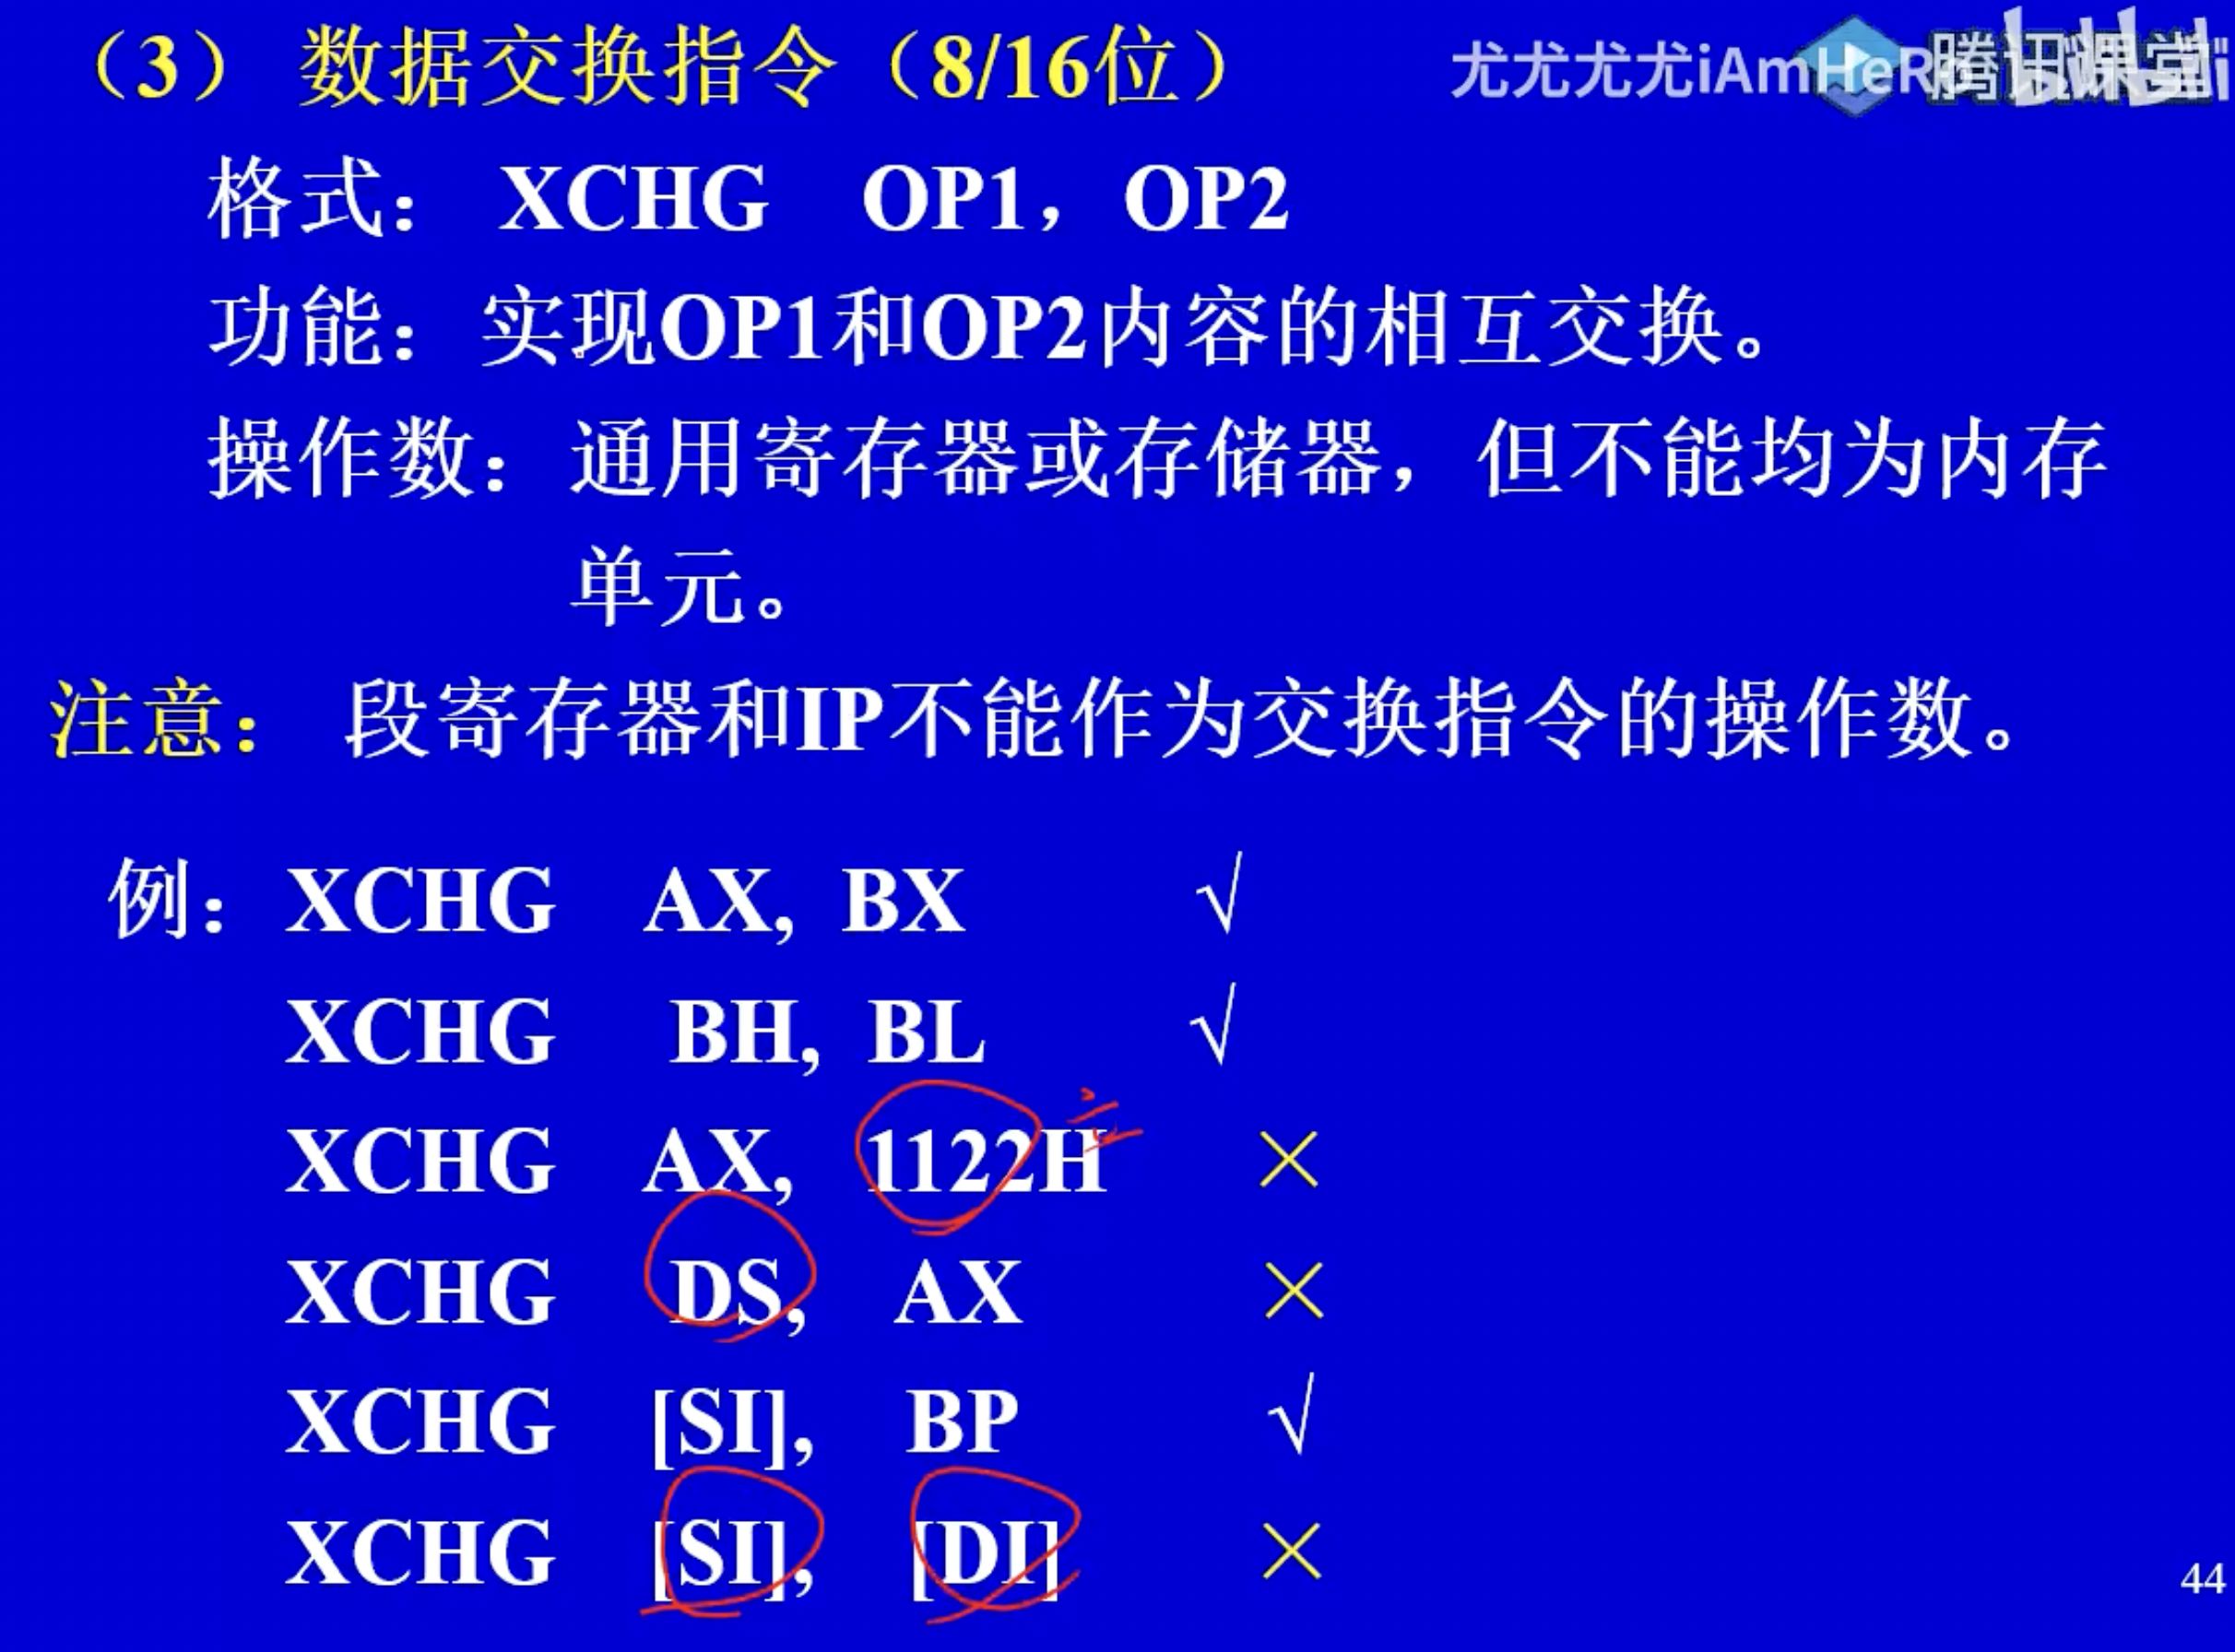 （3） 数据交换指令（8/16位）
尤尤尤尤iAmHeR 腾讯课堂
格式： XCHG OP1， OP2
功能： 实现OP1和OP2内容的相互交换。
操作数： 通用寄存器或存储器， 但不能均为内存
单元。
注意： 段寄存器和IP不能作为交换指令的操作数。
例： XCHG AX, BX √
XCHG BH, BL √
XCHG AX, 1122H ×
XCHG DS, AX ×
XCHG [SI], BP √
XCHG [SI], [DI] ×
44